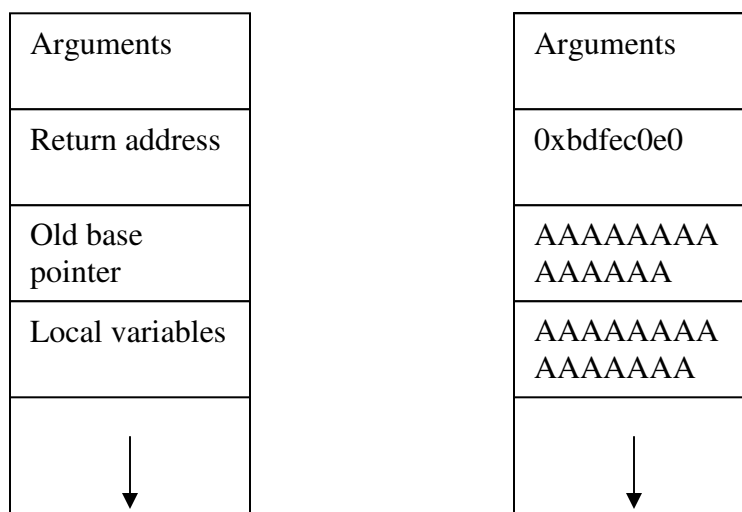 Arguments
Return address
Old base
pointer
Local variables
Arguments
0xbdfec0e0
AAAAAAAA
AAAAAA
AAAAAAAA
AAAAAAA